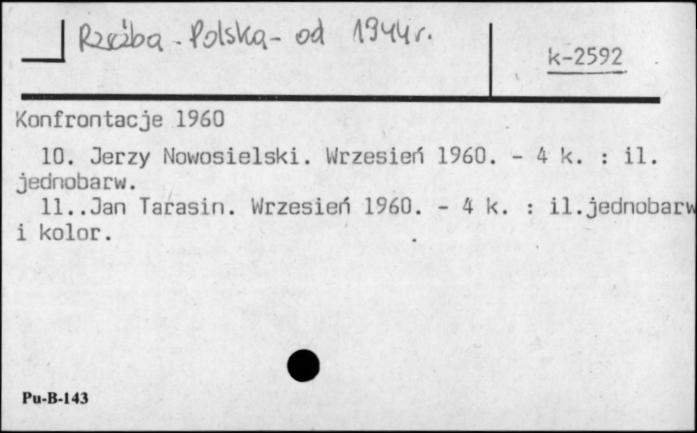 Rzeźba - Polska - od 1944 r.
k-2592
Konfrontacje 1960
10. Jerzy Nowosielski. Wrzesień 1960. - 4 k. : il.
jednobarw.
11..Jan Tarasin. Wrzesień 1960. - 4 k. : il.jednobarw
i kolor.
Pu-B-143